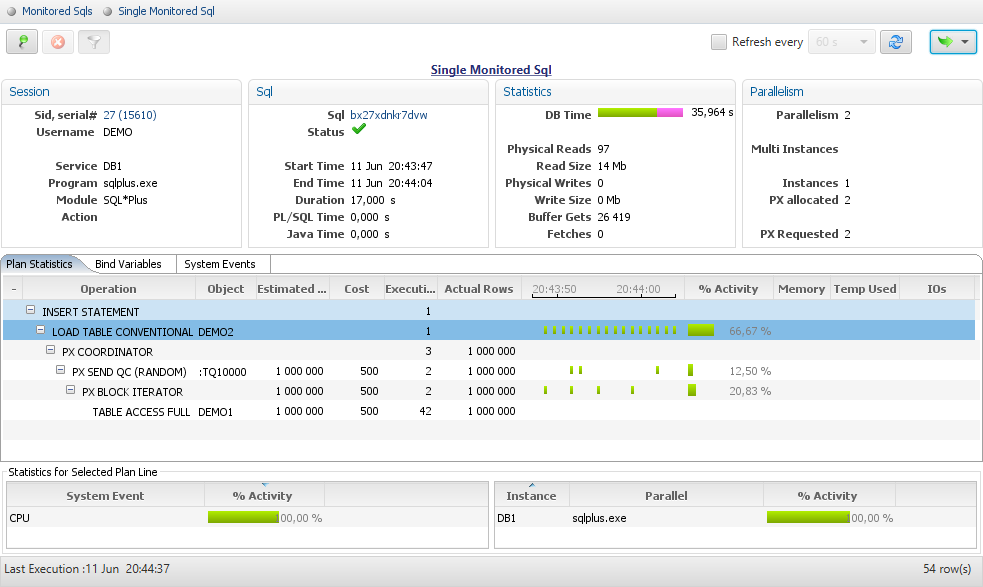 Monitored Sqls Single Monitored Sql
Refresh every 60 s
Single Monitored Sql
Session
Sid, serial# 27 (15610)
Username DEMO
Service DB1
Program sqlplus.exe
Module SQL*Plus
Action
Sql
Sql bx27xdnkr7dvw
Status
Start Time 11 Jun 20:43:47
End Time 11 Jun 20:44:04
Duration 17,000 s
PL/SQL Time 0,000 s
Java Time 0,000 s
Statistics
DB Time 35,964 s
Physical Reads 97
Read Size 14 Mb
Physical Writes 0
Write Size 0 Mb
Buffer Gets 26 419
Fetches 0
Parallelism
Parallelism 2
Multi Instances
Instances 1
PX allocated 2
PX Requested 2
Plan Statistics Bind Variables System Events
- Operation Object Estimated ... Cost Executi... Actual Rows 20:43:50 20:44:00 % Activity Memory Temp Used IOs
INSERT STATEMENT 1
LOAD TABLE CONVENTIONAL DEMO2 1 66,67 %
PX COORDINATOR 3 1 000 000
PX SEND QC (RANDOM) :TQ10000 1 000 000 500 2 1 000 000 12,50 %
PX BLOCK ITERATOR 1 000 000 500 2 1 000 000 20,83 %
TABLE ACCESS FULL DEMO1 1 000 000 500 42 1 000 000
Statistics for Selected Plan Line
System Event % Activity
CPU 100,00 %
Instance Parallel % Activity
DB1 sqlplus.exe 100,00 %
Last Execution :11 Jun 20:44:37 54 row(s)